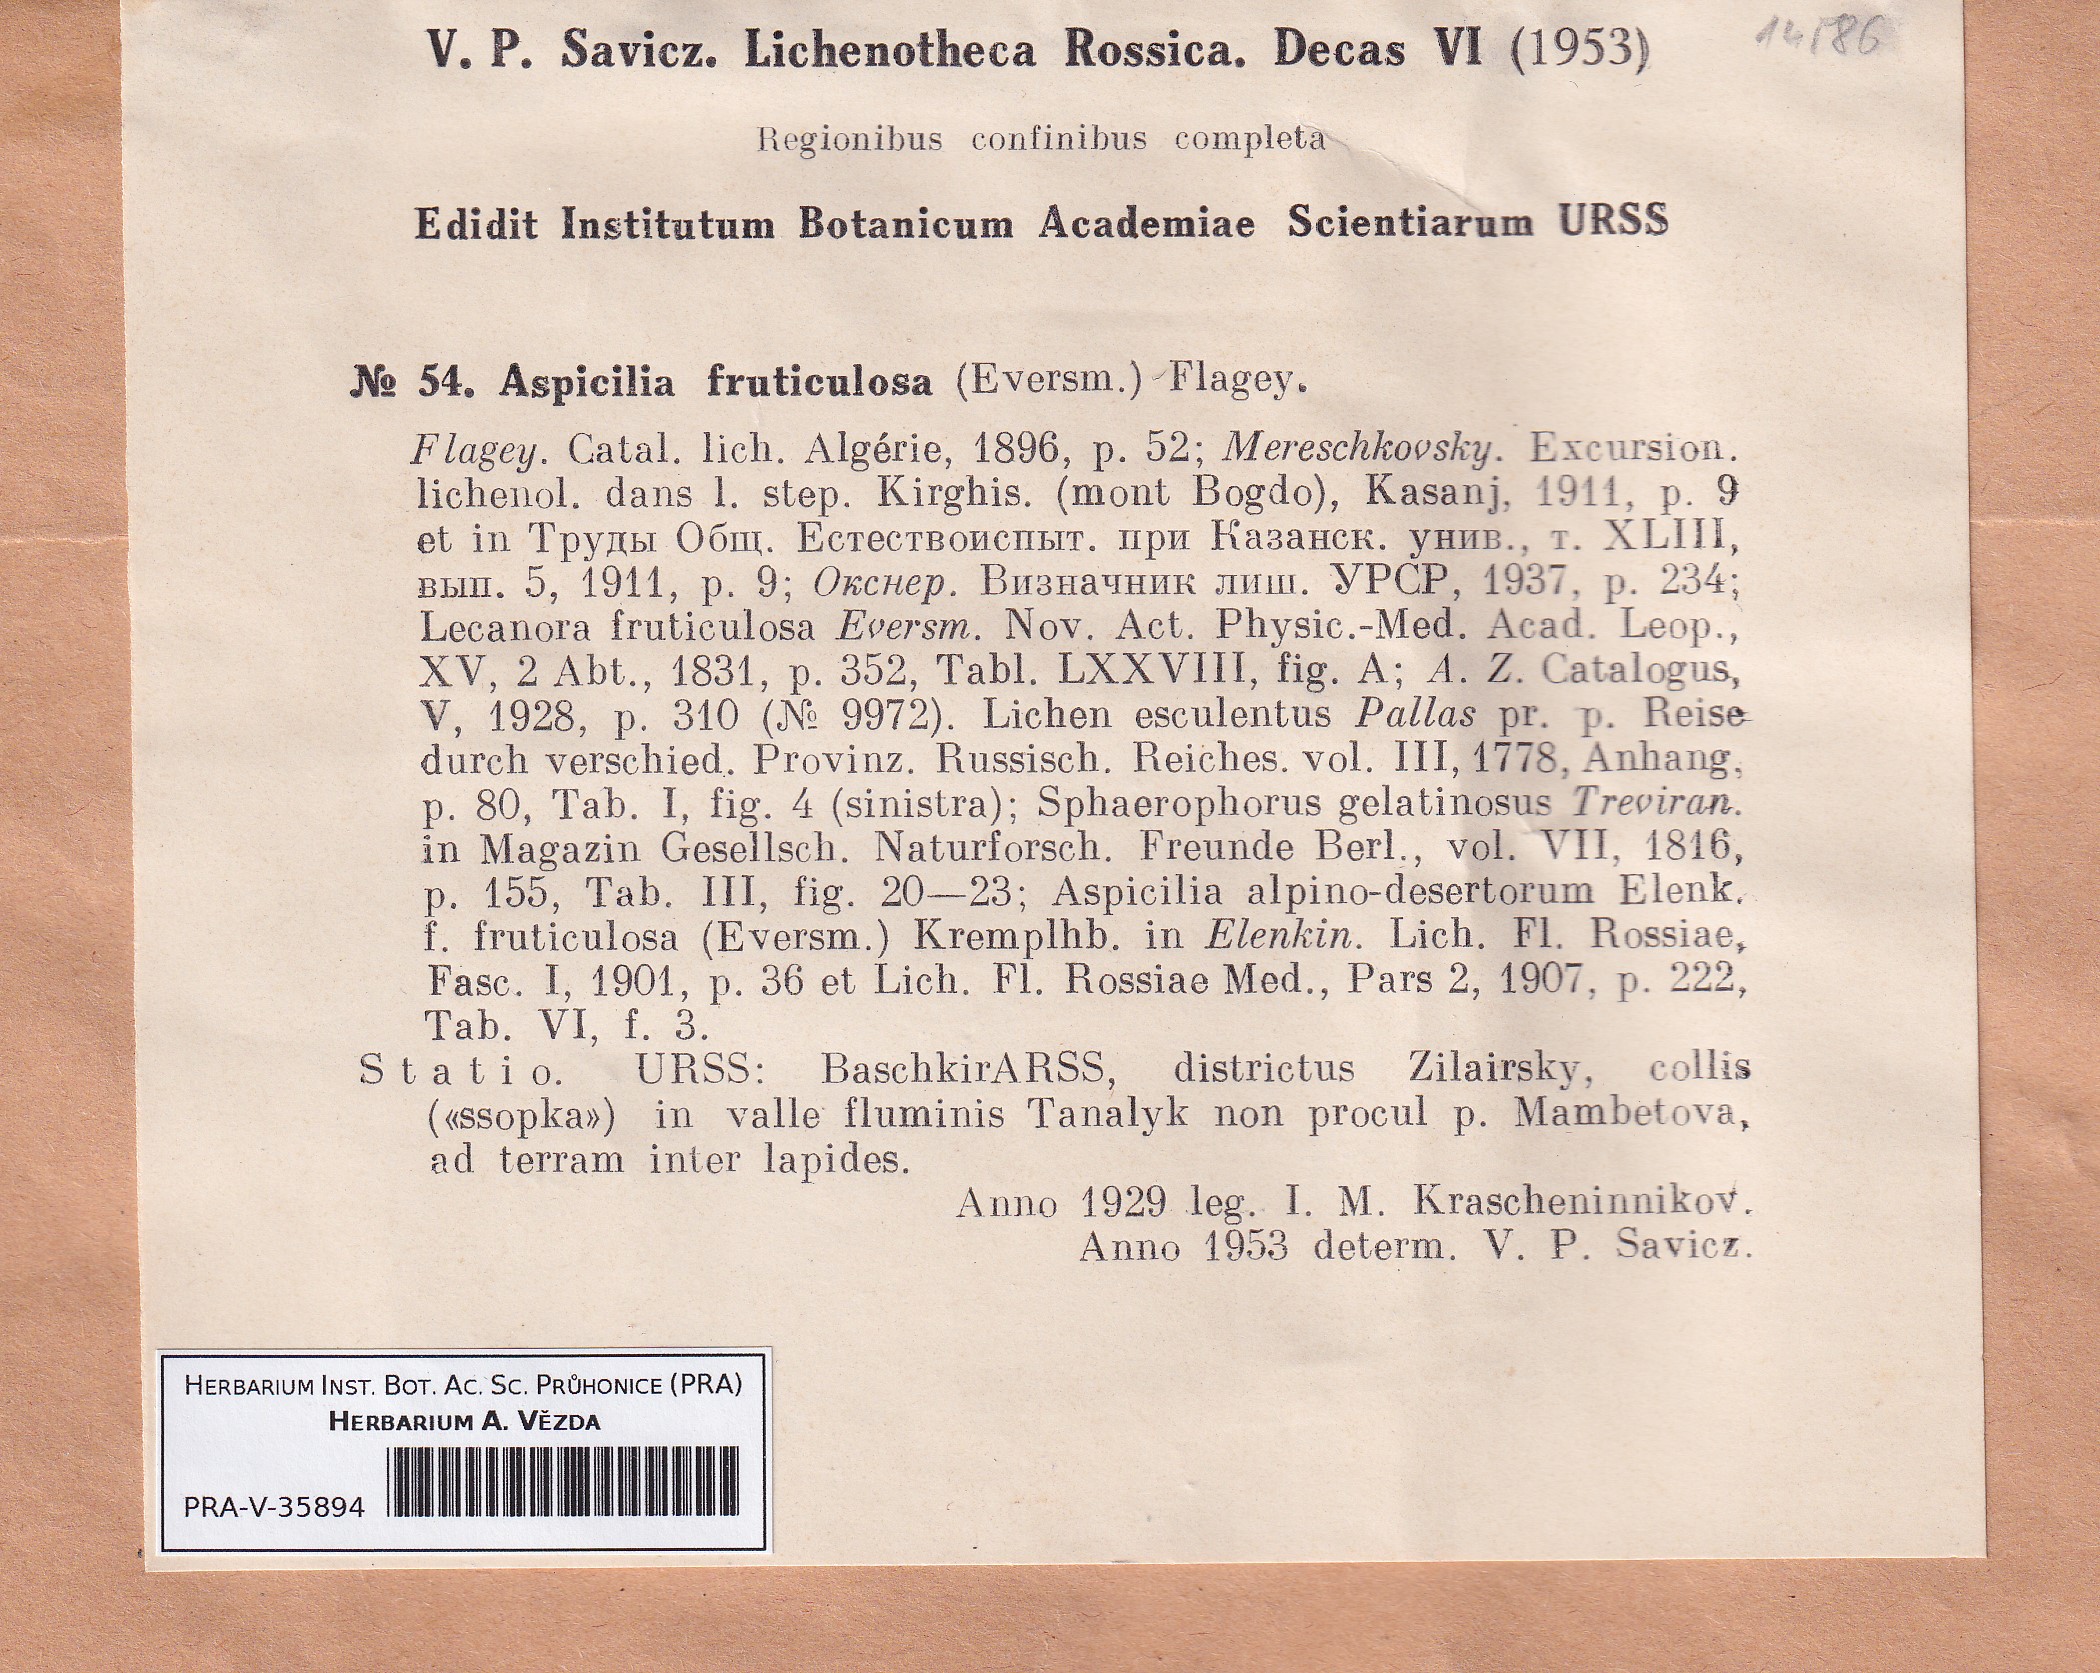 V. P. Savicz. Lichenotheca Rossica. Decas VI (1953)
Regionibus confinibus completa
Edidit Institutum Botanicum Academiae Scientiarum URSS
№ 54. Aspicilia fruticulosa (Eversm.) Flagey.
Flagey. Catal. lich. Algérie, 1896, p. 52; Mereschkovsky. Excursion.
lichenol. dans l. step. Kirghis. (mont Bogdo), Kasanj, 1911, p. 9
et in Труды Общ. Естествоиспыт. при Казанск. унив., т. XLIII,
вып. 5, 1911, p. 9; Окснер. Визначник лиш. УРСР, 1937, p. 234;
Lecanora fruticulosa Eversm. Nov. Act. Physic.-Med. Acad. Leop.,
XV, 2 Abt., 1831, p. 352, Tabl. LXXVIII, fig. A; A. Z. Catalogus,
V, 1928, p. 310 (№ 9972). Lichen esculentus Pallas pr. p. Reise
durch verschied. Provinz. Russisch. Reiches. vol. III, 1778, Anhang,
p. 80, Tab. I, fig. 4 (sinistra); Sphaerophorus gelatinosus Treviran.
in Magazin Gesellsch. Naturforsch. Freunde Berl., vol. VII, 1816,
p. 155, Tab. III, fig. 20—23; Aspicilia alpino-desertorum Elenk.
f. fruticulosa (Eversm.) Kremplhb. in Elenkin. Lich. Fl. Rossiae,
Fasc. I, 1901, p. 36 et Lich. Fl. Rossiae Med., Pars 2, 1907, p. 222,
Tab. VI, f. 3.
Statio. URSS: BaschkirARSS, districtus Zilairsky, collis
(«ssopka») in valle fluminis Tanalyk non procul p. Mambetova,
ad terram inter lapides.
Anno 1929 leg. I. M. Krascheninnikov.
Anno 1953 determ. V. P. Savicz.
HERBARIUM INST. BOT. AC. SC. PRŮHONICE (PRA)
HERBARIUM A. VĚZDA
PRA-V-35894